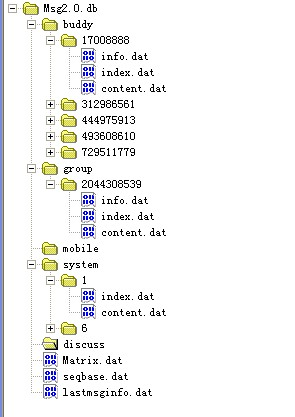 Msg2.0.db
buddy
17008888
info.dat
index.dat
content.dat
312986561
444975913
493608610
729511779
group
2044308539
info.dat
index.dat
content.dat
mobile
system
1
index.dat
content.dat
6
discuss
Matrix.dat
seqbase.dat
lastmsginfo.dat